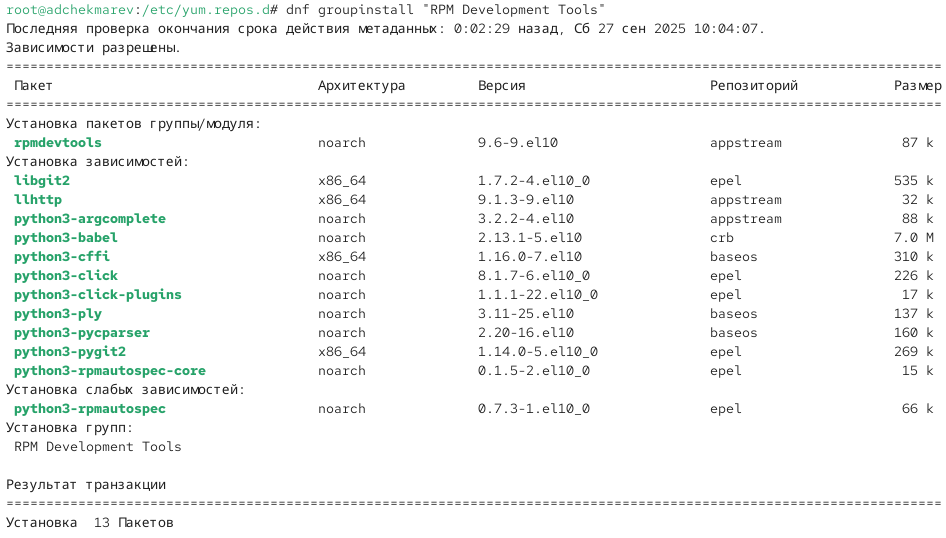 root@adchekmarev:/etc/yum.repos.d# dnf groupinstall "RPM Development Tools"
Последняя проверка окончания срока действия метаданных: 0:02:29 назад, Сб 27 сен 2025 10:04:07.
Зависимости разрешены.
================================================================================
Пакет Архитектура Версия Репозиторий Размер
================================================================================
Установка пакетов группы/модуля:
rpmdevtools noarch 9.6-9.el10 appstream 87 k
Установка зависимостей:
libgit2 x86_64 1.7.2-4.el10_0 epel 535 k
llhttp x86_64 9.1.3-9.el10 appstream 32 k
python3-argcomplete noarch 3.2.2-4.el10 appstream 88 k
python3-babel noarch 2.13.1-5.el10 crb 7.0 M
python3-cffi x86_64 1.16.0-7.el10 baseos 310 k
python3-click noarch 8.1.7-6.el10_0 epel 226 k
python3-click-plugins noarch 1.1.1-22.el10_0 epel 17 k
python3-ply noarch 3.11-25.el10 baseos 137 k
python3-pycparser noarch 2.20-16.el10 baseos 160 k
python3-pygit2 x86_64 1.14.0-5.el10_0 epel 269 k
python3-rpmautospec-core noarch 0.1.5-2.el10_0 epel 15 k
Установка слабых зависимостей:
python3-rpmautospec noarch 0.7.3-1.el10_0 epel 66 k
Установка групп:
RPM Development Tools
Результат транзакции
================================================================================
Установка 13 Пакетов